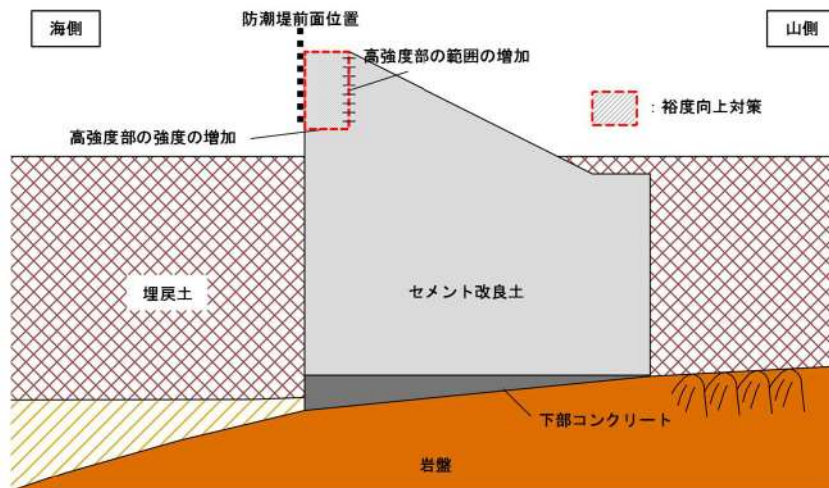 海側
防潮堤前面位置
山側
高強度部の範囲の増加
：裕度向上対策
高強度部の強度の増加
埋戻土
セメント改良土
下部コンクリート
岩盤